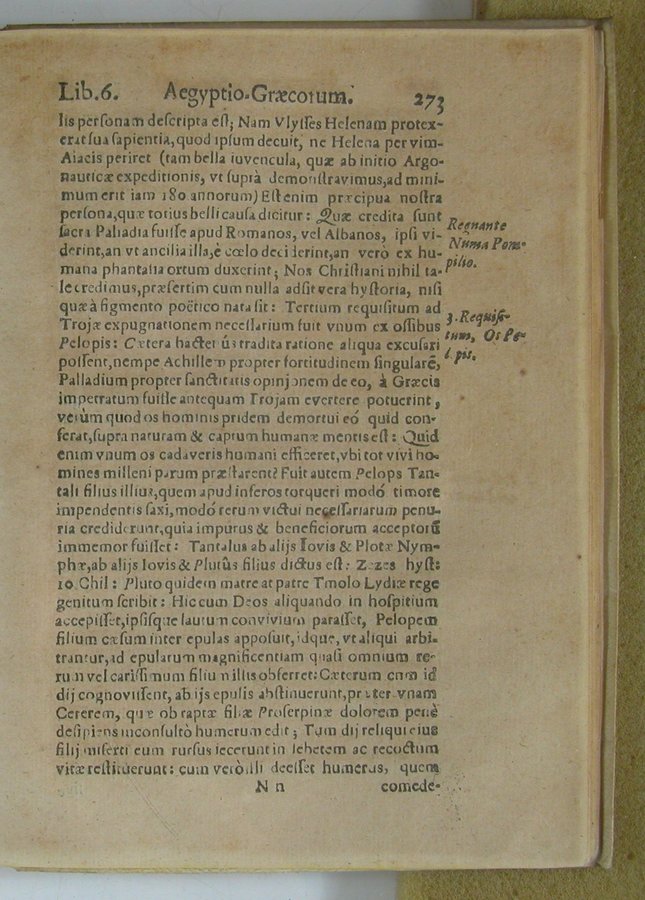 Lib.6. Aegyptio-Græcorum. 273
lis personam descripta est; Nam Vlysses Helenam protex-
erat sua sapientia, quod ipsum decuit, ne Helena per vim
Aiacis periret (tam bella iuvencula, quæ ab initio Argo-
nauticæ expeditionis, vt suprà demonstravimus, ad mini-
mum erit iam 180 annorum) Est enim præcipua nostra
persona, quæ totius belli causa dicitur: Quæ credita sunt
sacra Palladia fuisse apud Romanos, vel Albanos, ipsi vi-
derint, an vt ancilia illa, è cœlo deciderint, an verò ex hu-
mana phantasia ortum duxerint; Nos Christiani nihil ta-
le credimus, præsertim cum nulla adsit vera hystoria, nisi
quæ à figmento poëtico nata sit: Tertium requisitum ad
Trojæ expugnationem necessarium fuit vnum ex ossibus
Pelopis: Cætera hactenus tradita ratione aliqua excusari
possent, nempe Achillem propter fortitudinem singularẽ,
Palladium propter sanctitatis opinjonem de eo, à Græcis
impetratum fuisse antequam Trojam evertere potuerint,
verùm quod os hominis pridem demortui eó quid con-
ferat, supra naturam & captum humanæ mentis est: Quid
enim vnum os cadaveris humani efficeret, vbi tot vivi ho-
mines milleni parum præstarent? Fuit autem Pelops Tan-
tali filius illius, quem apud inferos torqueri modó timore
impendentis saxi, modó rerum victui necessariarum penu-
ria crediderunt, quia impurus & beneficiorum acceptorũ
immemor fuisset: Tantalus ab alijs Iovis & Plotæ Nym-
phæ, ab alijs Iovis & Plutûs filius dictus est: Zezes hyst:
10. Chil: Pluto quidem matre at patre Tmolo Lydiæ rege
genitum scribit: Hic cum Deos aliquando in hospitium
accepisset, ipsisque lautum convivium parasset, Pelopem
filium cæsum inter epulas apposuit, idque, vt aliqui arbi-
trantur, ad epularum magnificentiam quasi omnium re-
rum vel carissimum filium illis obferret: Cæterum cum id
dij cognovissent, ab ijs epulis abstinuerunt, præter vnam
Cererem, quæ ob raptæ filiæ Proserpinæ dolorem penè
desipiens inconsultò humerum edit; Tum dij reliqui eius
filij miserti eum rursus iecerunt in lebetem ac recoctum
vitæ restituerunt: cum verò illi deesset humerus, quem
N n comede-
Regnante
Numa Pom-
pilio.
3. Requisi-
tum, Os Pe-
lopis.